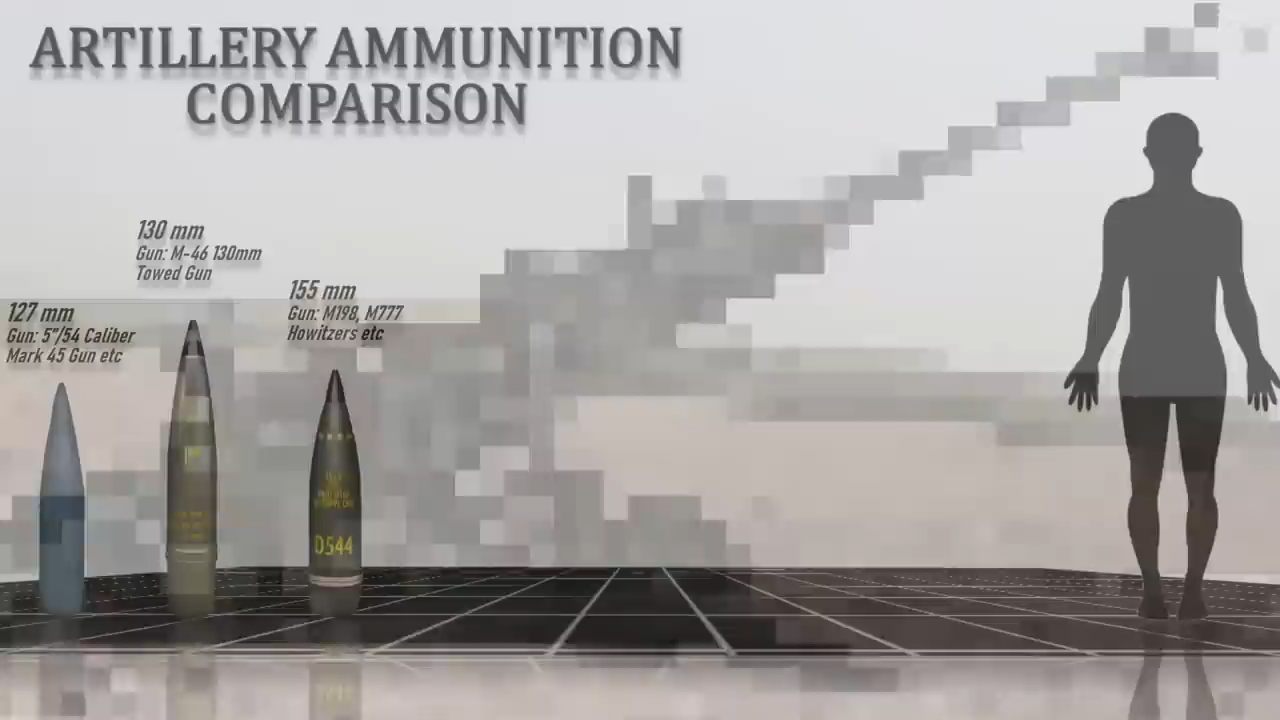 ARTILLERY AMMUNITION
COMPARISON
130 mm
Gun: M-46 130mm
Towed Gun
155 mm
Gun: M198, M777
Howitzers etc
127 mm
Gun: 5"/54 Caliber
Mark 45 Gun etc
D544